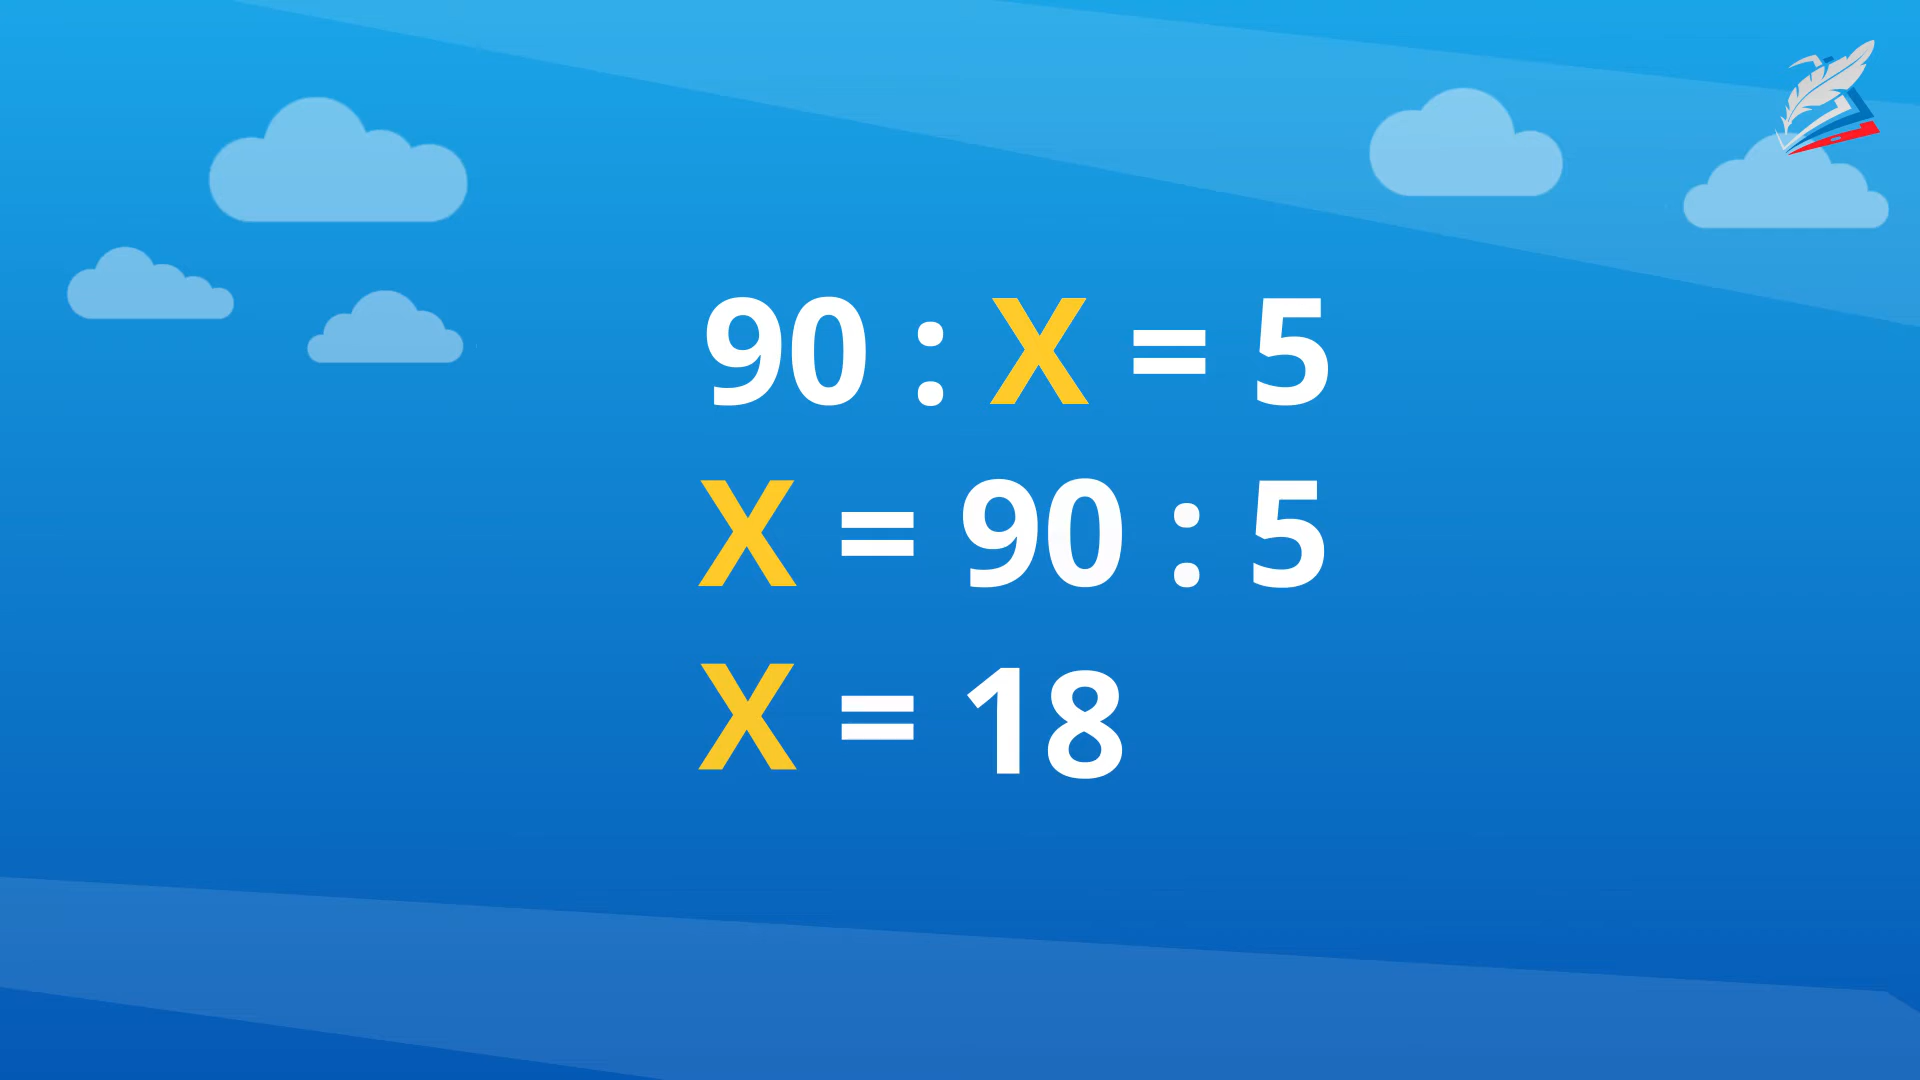 90 : X = 5
X = 90 : 5
X = 18